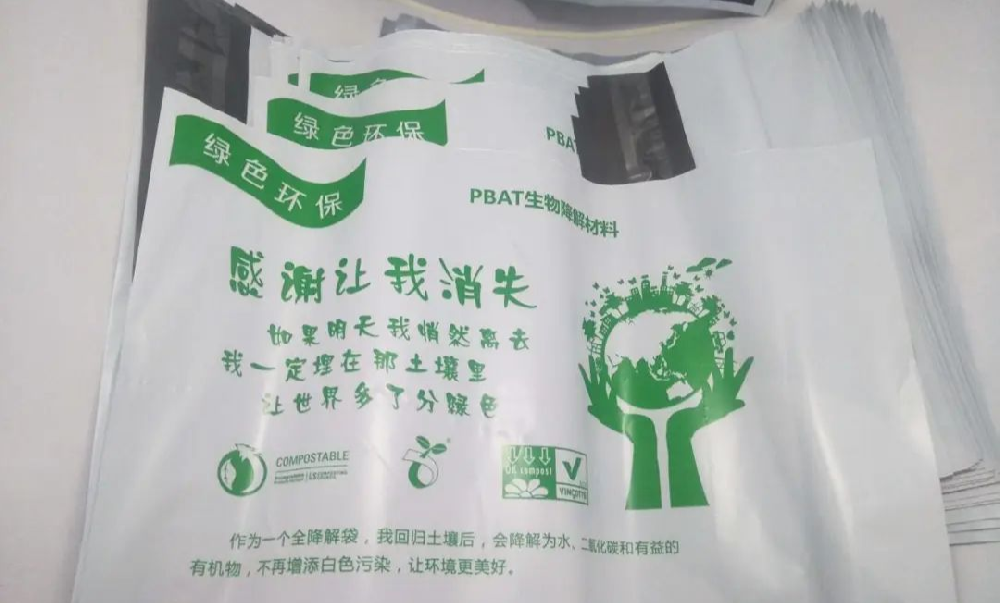 绿色
绿色环保
绿色环保
PBAT
PBAT生物降解材料
感谢让我消失
如果明天我悄然离去
我一定埋在那土壤里
让世界多了分绿色
COMPOSTABLE
OK compost
VINÇOTTE
作为一个全降解袋，我回归土壤后，会降解为水、二氧化碳和有益的
有机物，不再增添白色污染，让环境更美好。